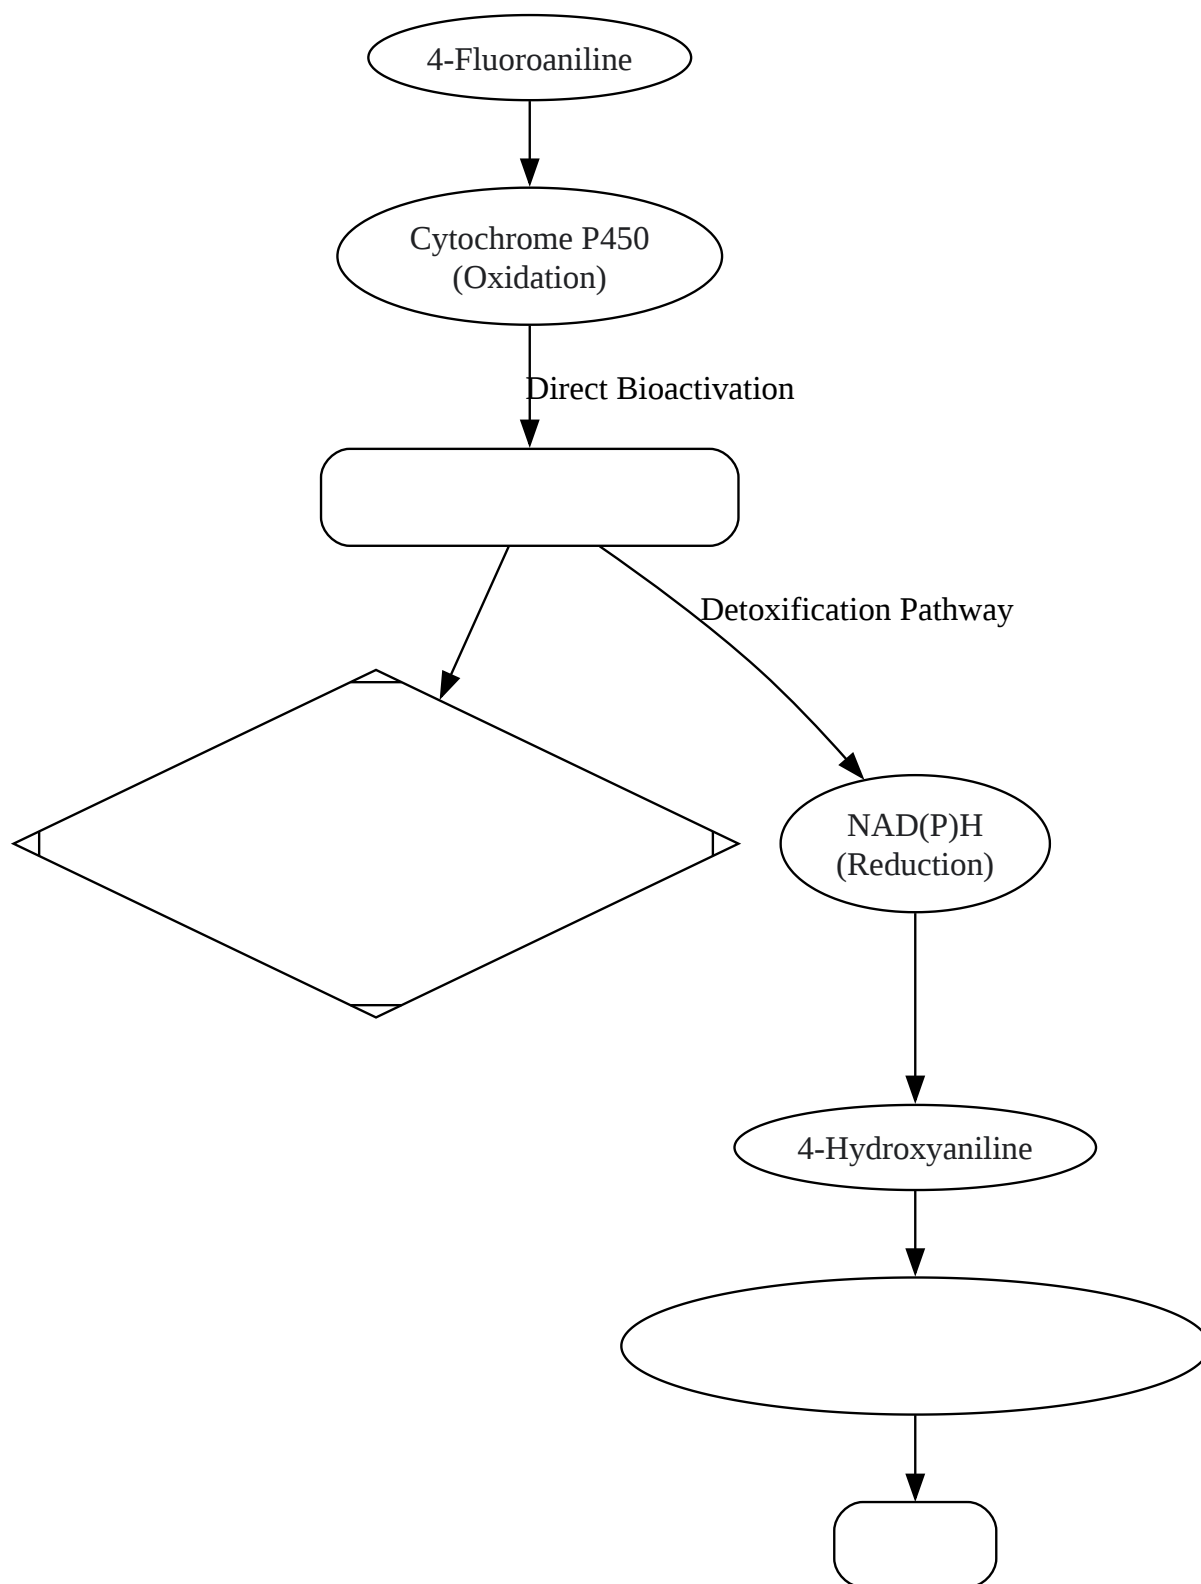 4-Fluoroaniline
Cytochrome P450
(Oxidation)
Direct Bioactivation
Detoxification Pathway
NAD(P)H
(Reduction)
4-Hydroxyaniline